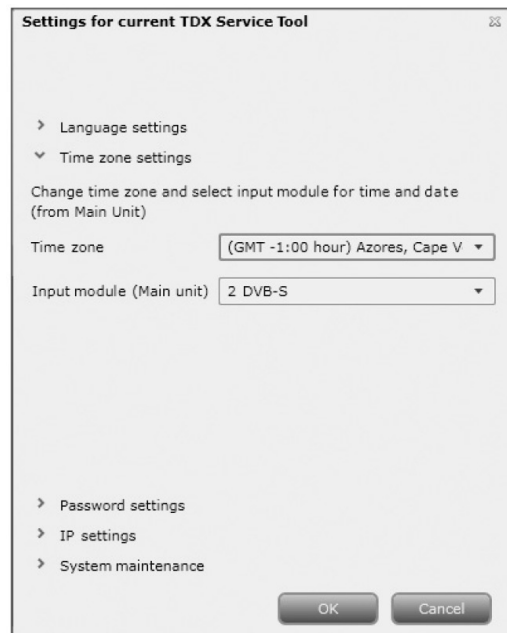 Settings for current TDX Service Tool
Language settings
Time zone settings
Change time zone and select input module for time and date
(from Main Unit)
Time zone
(GMT -1:00 hour) Azores, Cape V
Input module (Main unit)
2 DVB-S
Password settings
IP settings
System maintenance
OK
Cancel